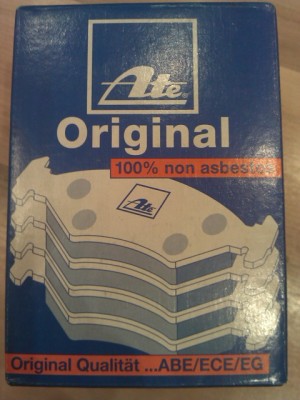 Ate
Original
100% non asbestos
Ate
Original Qualität ...ABE/ECE/EG